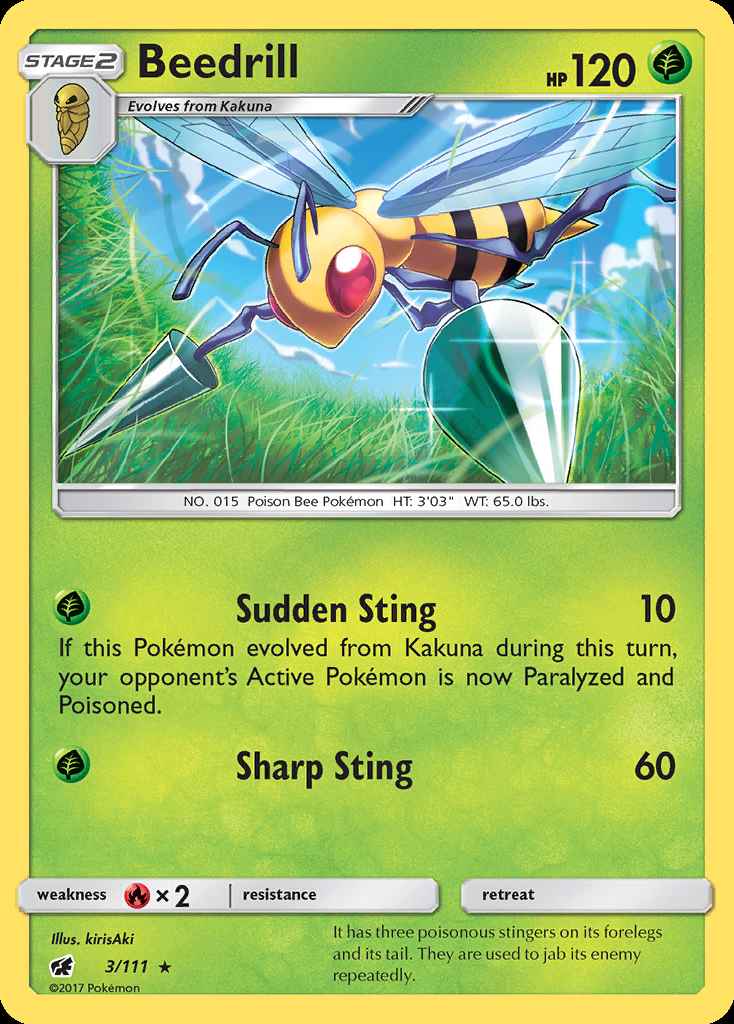 STAGE2
Beedrill
HP 120
Evolves from Kakuna
NO. 015 Poison Bee Pokémon HT: 3'03" WT: 65.0 lbs.
Sudden Sting 10
If this Pokémon evolved from Kakuna during this turn,
your opponent's Active Pokémon is now Paralyzed and
Poisoned.
Sharp Sting 60
weakness × 2 resistance retreat
Illus. kirisAki
3/111 ★
©2017 Pokémon
It has three poisonous stingers on its forelegs
and its tail. They are used to jab its enemy
repeatedly.